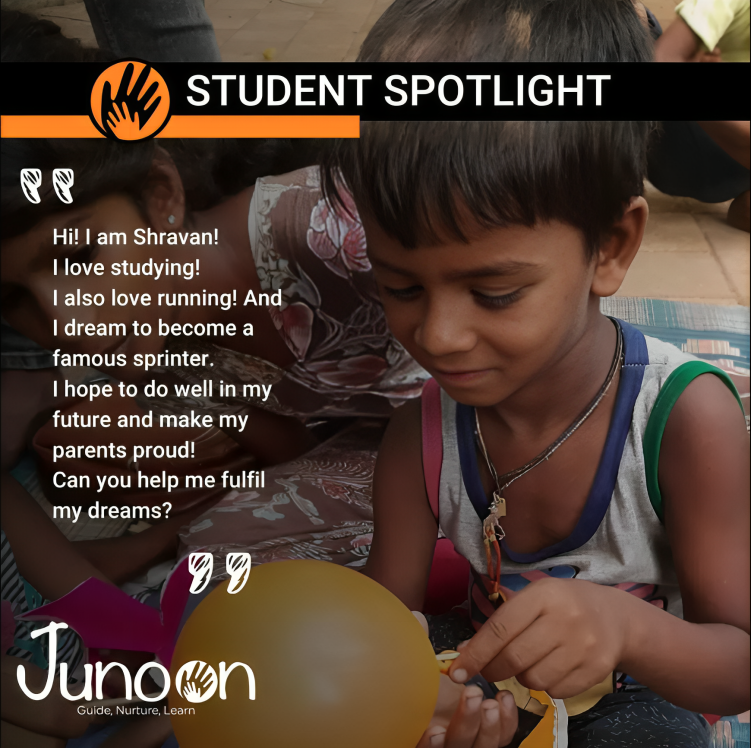 STUDENT SPOTLIGHT
Hi! I am Shravan!
I love studying!
I also love running! And
I dream to become a
famous sprinter.
I hope to do well in my
future and make my
parents proud!
Can you help me fulfil
my dreams?
Junoon
Guide, Nurture, Learn